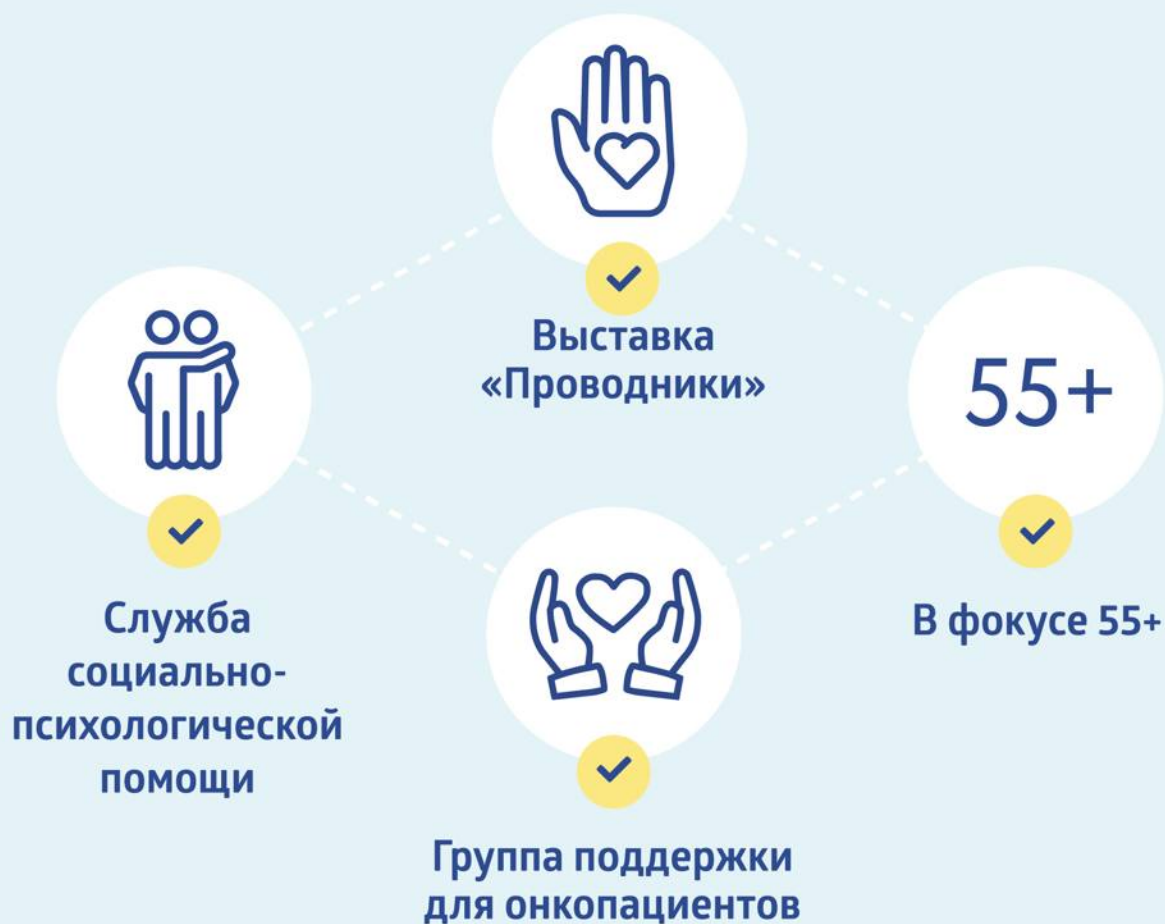 Выставка
«Проводники»
55+
Служба
социально-
психологической
помощи
В фокусе 55+
Группа поддержки
для онкопациентов